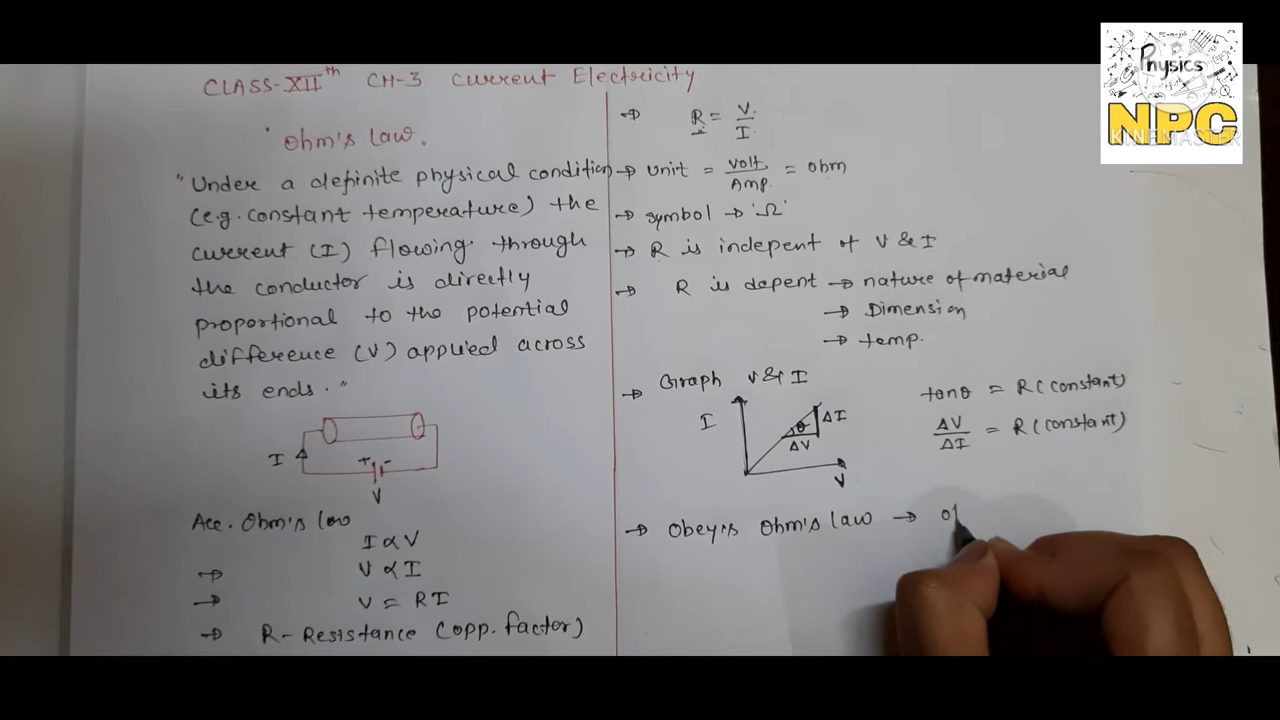 CLASS-XIIth CH-3 Current Electricity
Ohm's law.
"Under a definite physical condition
(e.g. constant temperature) the
current (I) flowing through
the conductor is directly
proportional to the potential
difference (V) applied across
its ends."
I
+ -
V
Acc. Ohm's law
I ∝ V
→ V ∝ I
→ V = RI
→ R - Resistance (opp. factor)
→ R = V/I
→ unit = volt/Amp. = ohm
→ symbol → 'Ω'
→ R is indepent of V & I
→ R is depent → nature of material
→ Dimension
→ temp.
→ Graph V & I
I
θ ΔI
ΔV
V
tanθ = R (constant)
ΔV/ΔI = R (constant)
→ Obey's Ohm's law →
Physics
NPC
KINEMASTER